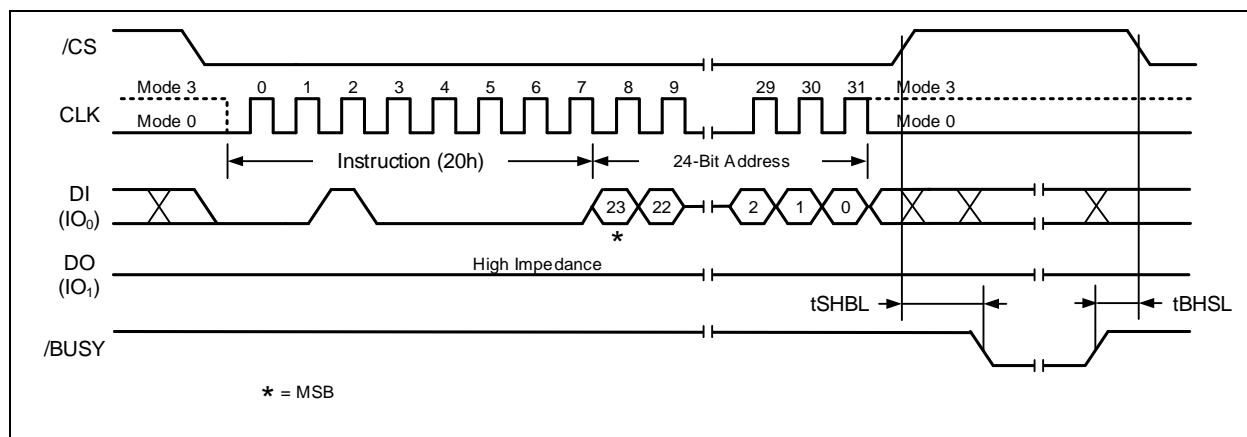 /CS
Mode 3 0 1 2 3 4 5 6 7 8 9 29 30 31 Mode 3
CLK
Mode 0 Mode 0
Instruction (20h) 24-Bit Address
DI
(IO₀)
23 22 2 1 0
*
DO
(IO₁)
High Impedance
tSHBL tBHSL
/BUSY
* = MSB